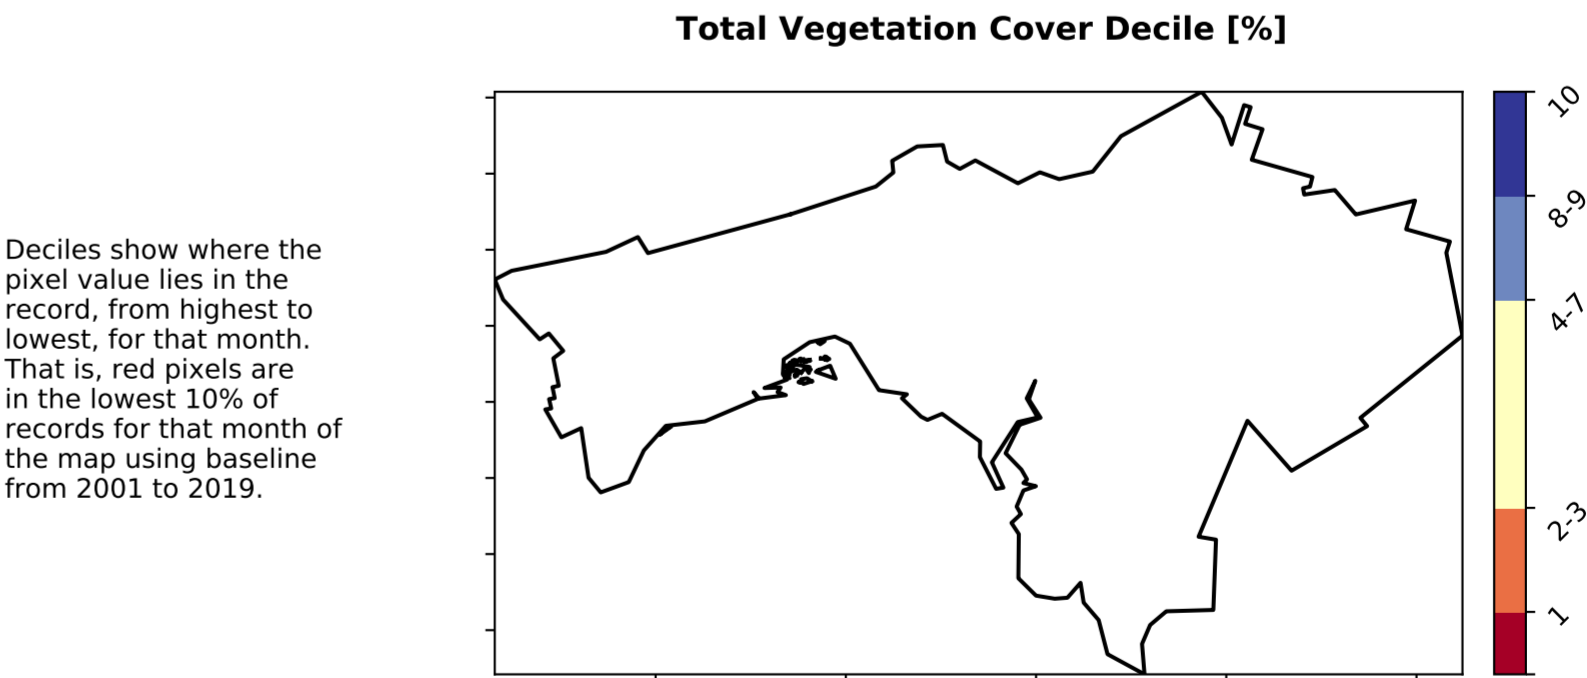 Total Vegetation Cover Decile [%]
Deciles show where the
pixel value lies in the
record, from highest to
lowest, for that month.
That is, red pixels are
in the lowest 10% of
records for that month of
the map using baseline
from 2001 to 2019.
10
8-9
4-7
2-3
1